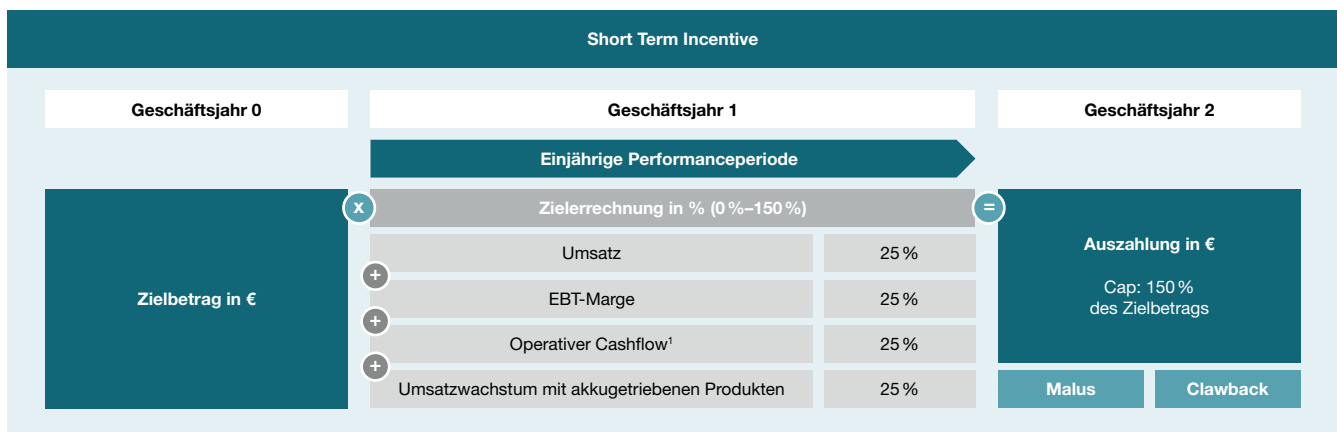 Short Term Incentive
Geschäftsjahr 0
Geschäftsjahr 1
Geschäftsjahr 2
Einjährige Performanceperiode
Zielbetrag in €
x
Zielerrechnung in % (0 %–150 %)
=
Umsatz 25 %
+
EBT-Marge 25 %
+
Operativer Cashflow¹ 25 %
+
Umsatzwachstum mit akkugetriebenen Produkten 25 %
Auszahlung in €
Cap: 150 %
des Zielbetrags
Malus
Clawback